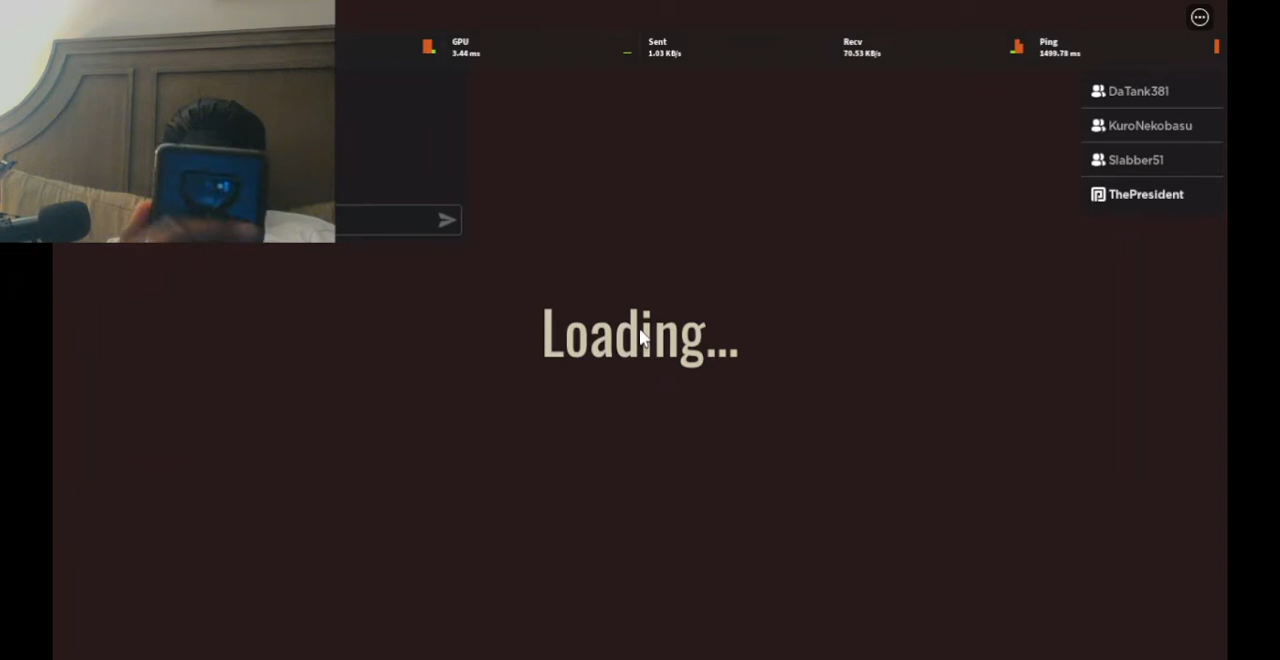 GPU
3.44 ms
Sent
1.03 KB/s
Recv
70.53 KB/s
Ping
1499.78 ms
DaTank381
KuroNekobasu
Slabber51
ThePresident
Loading...